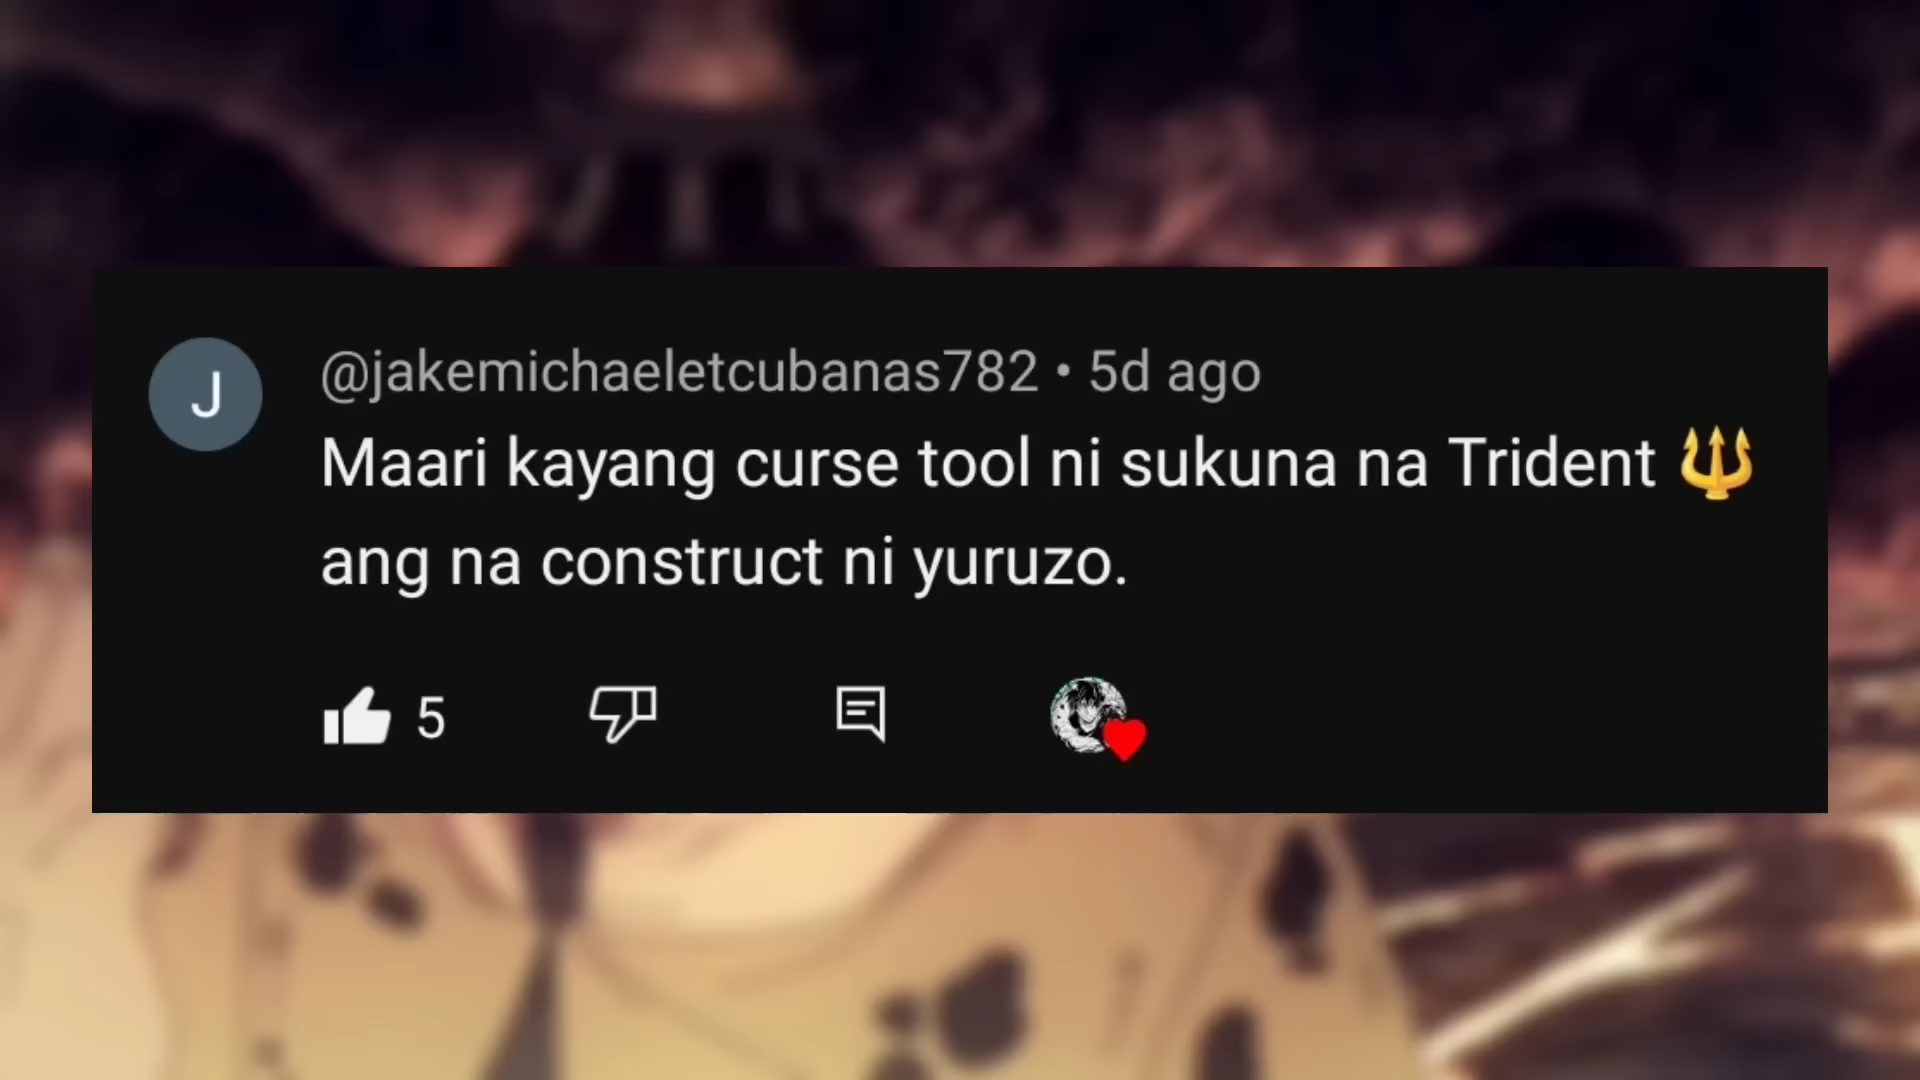 J
@jakemichaeletcubanas782 • 5d ago
Maari kayang curse tool ni sukuna na Trident 🔱
ang na construct ni yuruzo.
5